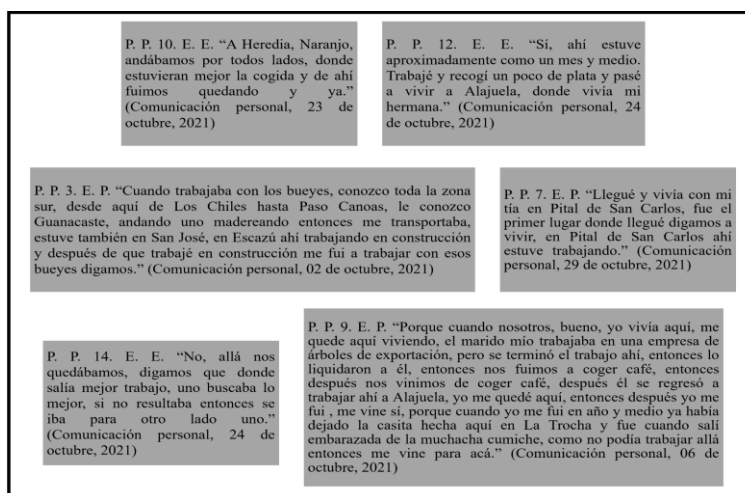 P. P. 10. E. E. “A Heredia, Naranjo,
andábamos por todos lados, donde
estuvieran mejor la cogida y de ahí
fuimos quedando y ya.”
(Comunicación personal, 23 de
octubre, 2021)
P. P. 12. E. E. “Sí, ahí estuve
aproximadamente como un mes y medio.
Trabajé y recogí un poco de plata y pasé
a vivir a Alajuela, donde vivía mi
hermana.” (Comunicación personal, 24
de octubre, 2021)
P. P. 3. E. P. “Cuando trabajaba con los bueyes, conozco toda la zona
sur, desde aquí de Los Chiles hasta Paso Canoas, le conozco
Guanacaste, andando uno madereando entonces me transportaba,
estuve también en San José, en Escazú ahí trabajando en construcción
y después de que trabajé en construcción me fui a trabajar con esos
bueyes digamos.” (Comunicación personal, 02 de octubre, 2021)
P. P. 7. E. P. “Llegué y vivía con mi
tía en Pital de San Carlos, fue el
primer lugar donde llegué digamos a
vivir, en Pital de San Carlos ahí
estuve trabajando.” (Comunicación
personal, 29 de octubre, 2021)
P. P. 14. E. E. “No, allá nos
quedábamos, digamos que donde
salía mejor trabajo, uno buscaba
lo mejor, si no resultaba entonces se
iba para otro lado uno.”
(Comunicación personal, 24 de
octubre, 2021)
P. P. 9. E. P. “Porque cuando nosotros, bueno, yo vivía aquí, me
quede aquí viviendo, el marido mío trabajaba en una empresa de
árboles de exportación, pero se terminó el trabajo ahí, entonces lo
liquidaron a él, entonces nos fuimos a coger café, entonces
después nos vinimos de coger café, después él se regresó a
trabajar ahí a Alajuela, yo me quedé aquí, entonces después yo me
fui , me vine sí, porque cuando yo me fui en año y medio ya había
dejado la casita hecha aquí en La Trocha y fue cuando salí
embarazada de la muchacha cumiche, como no podía trabajar allá
entonces me vine para acá.” (Comunicación personal, 06 de
octubre, 2021)